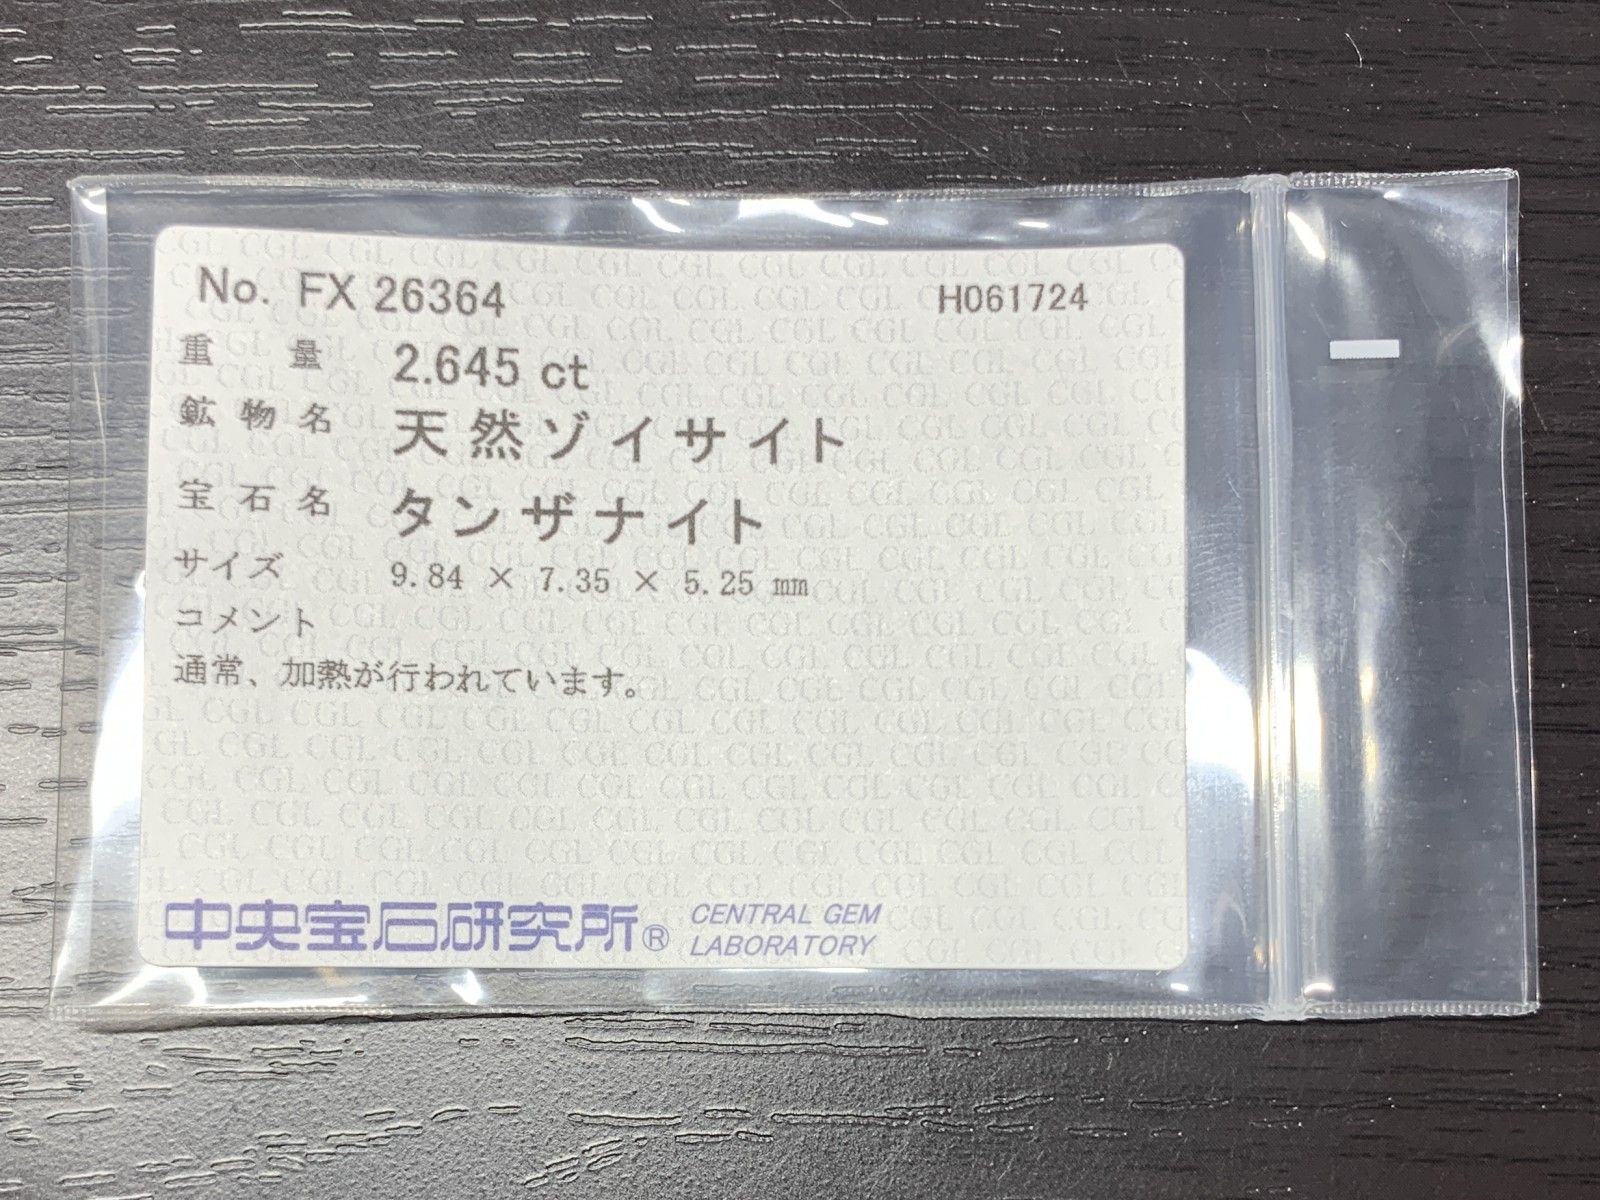 No. FX 26364 H061724
重 量 2.645 ct
鉱 物 名 天 然 ゾイサイト
宝 石 名 タンザナイト
サイズ 9.84 × 7.35 × 5.25 mm
コメント
通常、加熱が行われています。
中央宝石研究所® CENTRAL GEM
LABORATORY